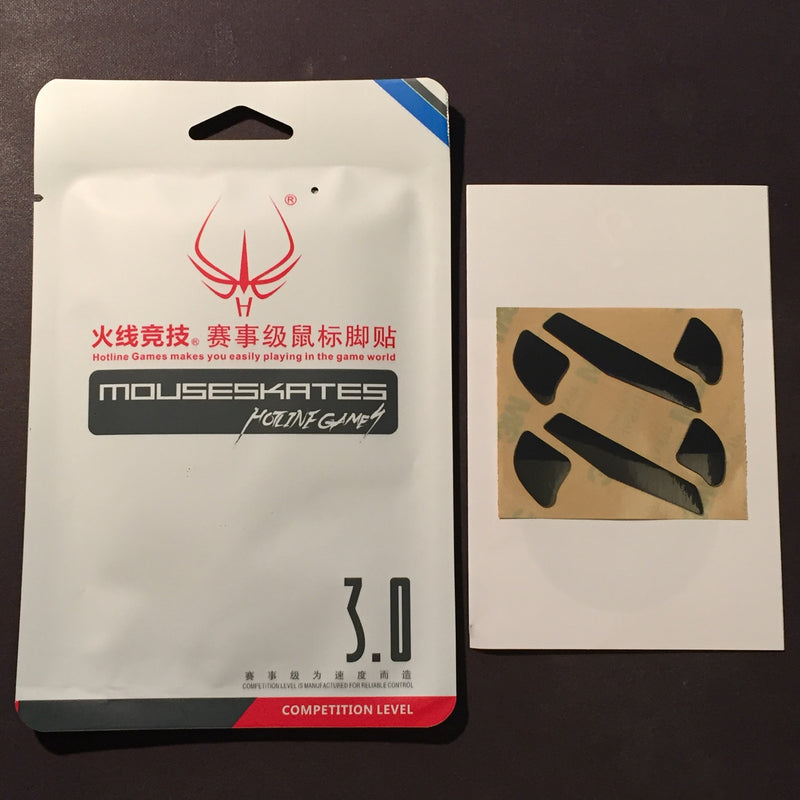 ®
H
火线竞技® 赛事级鼠标脚贴
Hotline Games makes you easily playing in the game world
MOUSESKATES
HOTLINE GAMES
3.0
赛事级为速度而造
COMPETITION LEVEL IS MANUFACTURED FOR RELIABLE CONTROL
COMPETITION LEVEL